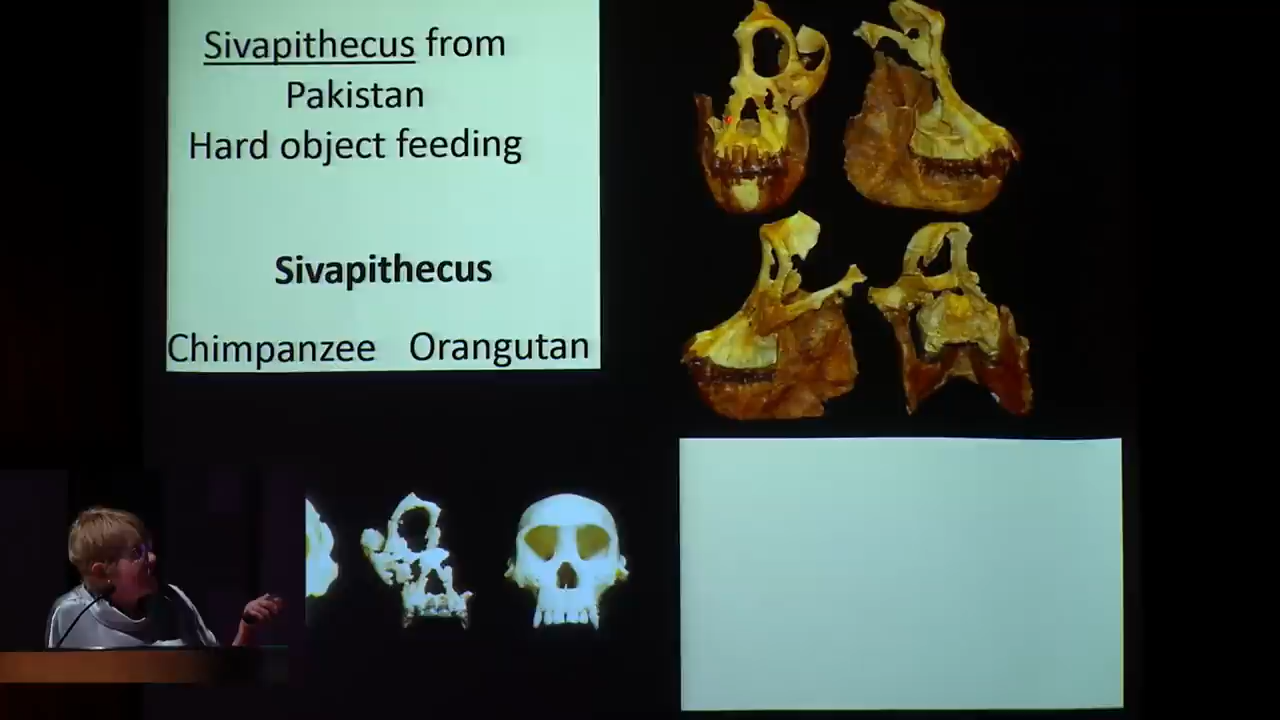 Sivapithecus from
Pakistan
Hard object feeding
Sivapithecus
Chimpanzee Orangutan